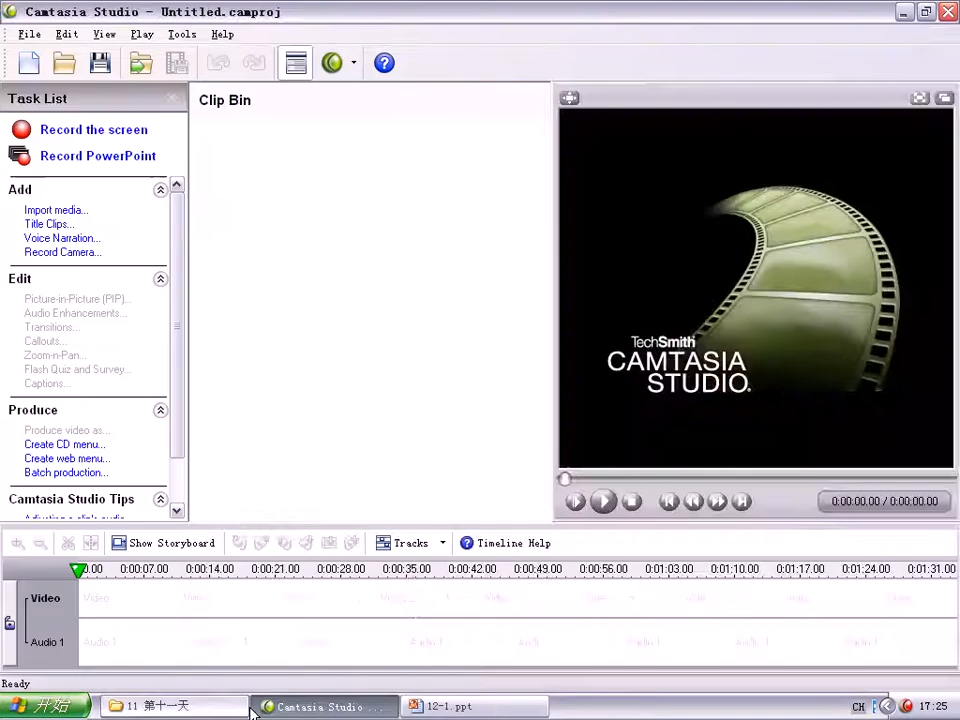 Camtasia Studio - Untitled.camproj
File Edit View Play Tools Help
Task List
Record the screen
Record PowerPoint
Add
Import media...
Title Clips...
Voice Narration...
Record Camera...
Edit
Picture-in-Picture (PIP)...
Audio Enhancements...
Transitions...
Callouts...
Zoom-n-Pan...
Flash Quiz and Survey...
Captions...
Produce
Produce video as...
Create CD menu...
Create web menu...
Batch production...
Camtasia Studio Tips
Clip Bin
TechSmith
CAMTASIA
STUDIO
0:00:00.00 / 0:00:00.00
Show Storyboard Tracks Timeline Help
0.00 0:00:07.00 0:00:14.00 0:00:21.00 0:00:28.00 0:00:35.00 0:00:42.00 0:00:49.00 0:00:56.00 0:01:03.00 0:01:10.00 0:01:17.00 0:01:24.00 0:01:31.00
Video Video
Audio 1 Audio 1
Ready
开始 11 第十一天 Camtasia Studio ... 12-1.ppt CH 17:25